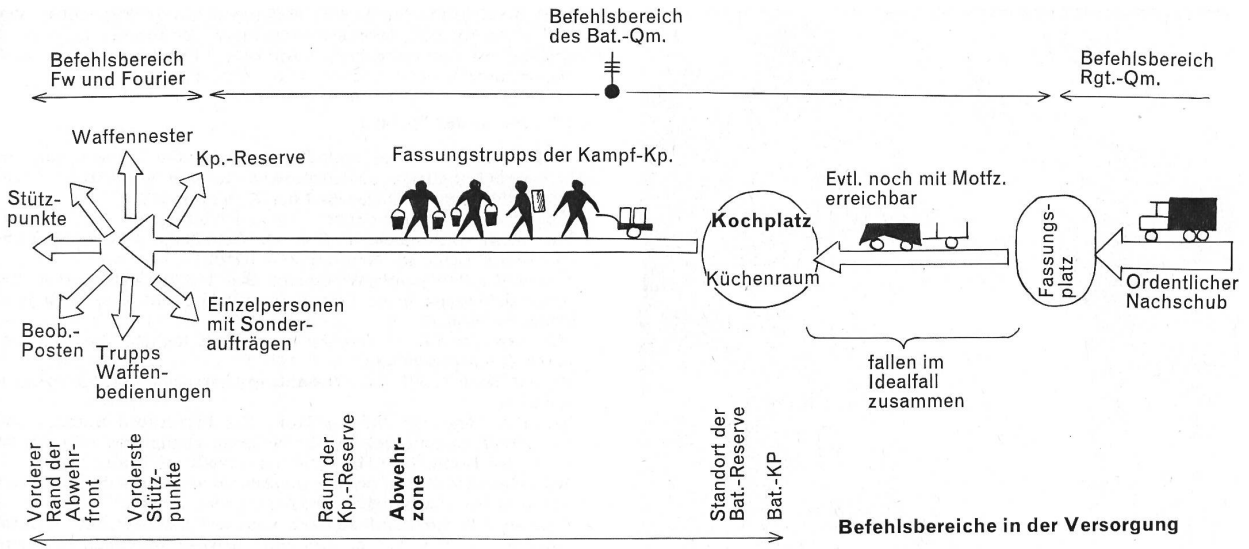 Befehlsbereich
des Bat.-Qm.
Befehlsbereich
Fw und Fourier
Befehlsbereich
Rgt.-Qm.
Waffennester
Kp.-Reserve
Stütz-
punkte
Beob.-
Posten
Trupps
Waffen-
bedienungen
Einzelpersonen
mit Sonder-
aufträgen
Fassungstrupps der Kampf-Kp.
Kochplatz
Küchenraum
Evtl. noch mit Motfz.
erreichbar
Fassungs-
platz
Ordentlicher
Nachschub
fallen im
Idealfall
zusammen
Vorderer
Rand der
Abwehr-
front
Vorderste
Stütz-
punkte
Raum der
Kp.-Reserve
Abwehr-
zone
Standort der
Bat.-Reserve
Bat.-KP
Befehlsbereiche in der Versorgung